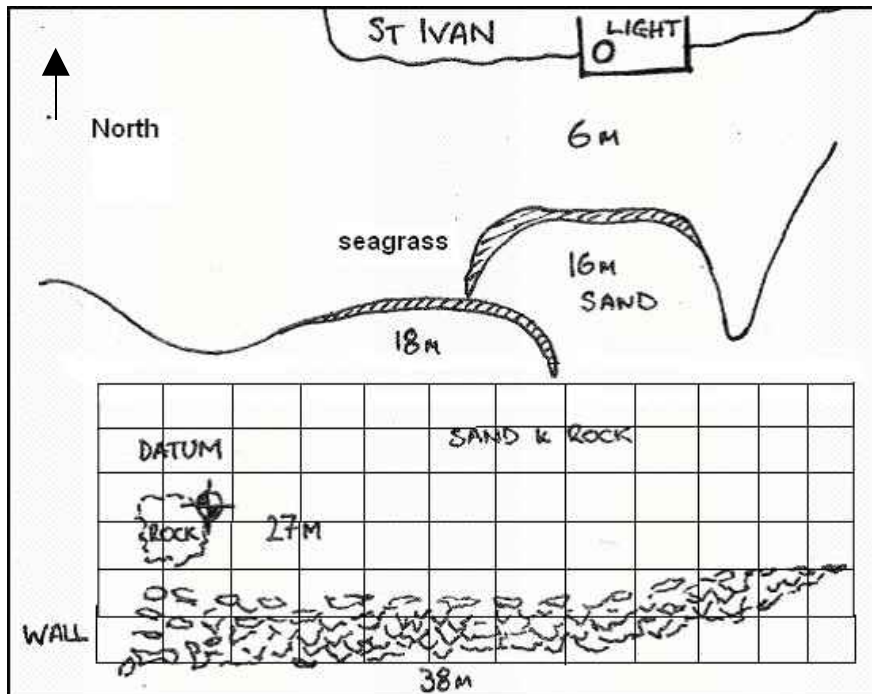 ST IVAN
LIGHT
North
6M
seagrass
16M
SAND
18M
SAND & ROCK
DATUM
ROCK
27M
WALL
38M